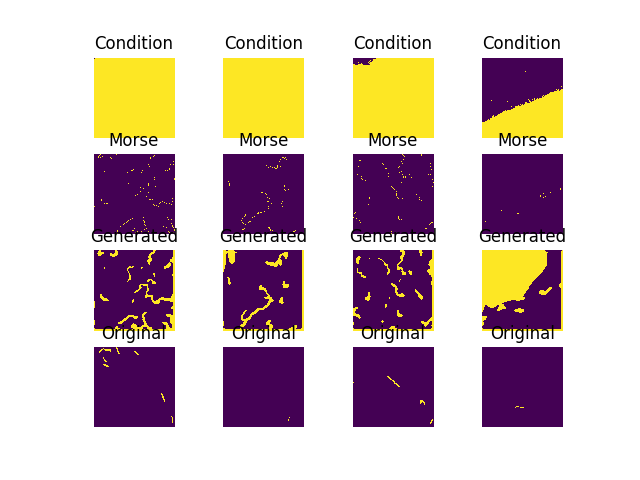 Condition Condition Condition Condition
Morse Morse Morse Morse
Generated Generated Generated Generated
Original Original Original Original